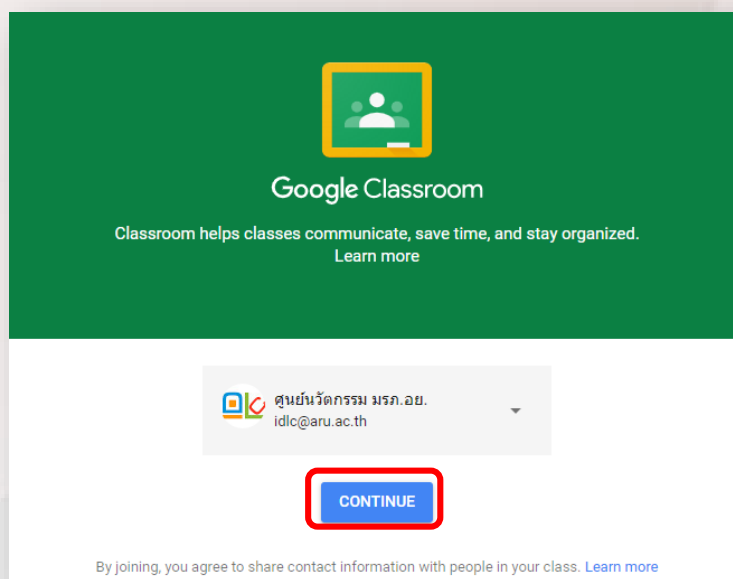 Google Classroom
Classroom helps classes communicate, save time, and stay organized.
Learn more
ศูนย์นวัตกรรม มรภ.อย.
idlc@aru.ac.th
CONTINUE
By joining, you agree to share contact information with people in your class. Learn more